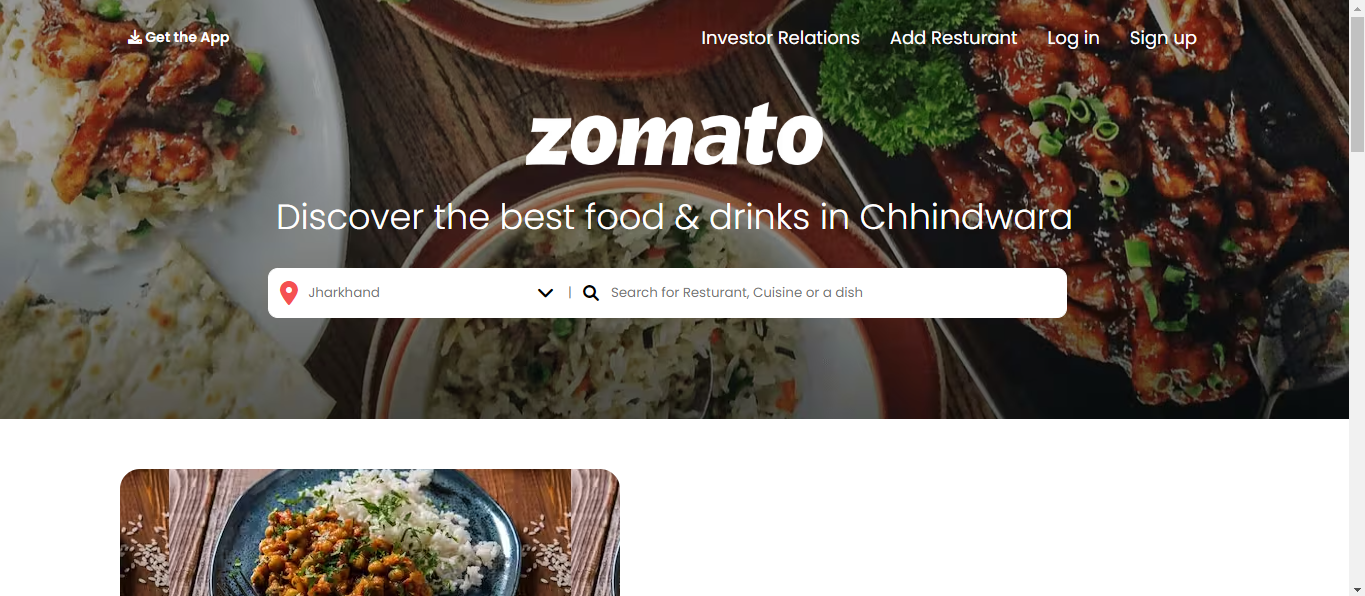 Get the App
Investor Relations
Add Resturant
Log in
Sign up
zomato
Discover the best food & drinks in Chhindwara
Jharkhand
| Search for Resturant, Cuisine or a dish